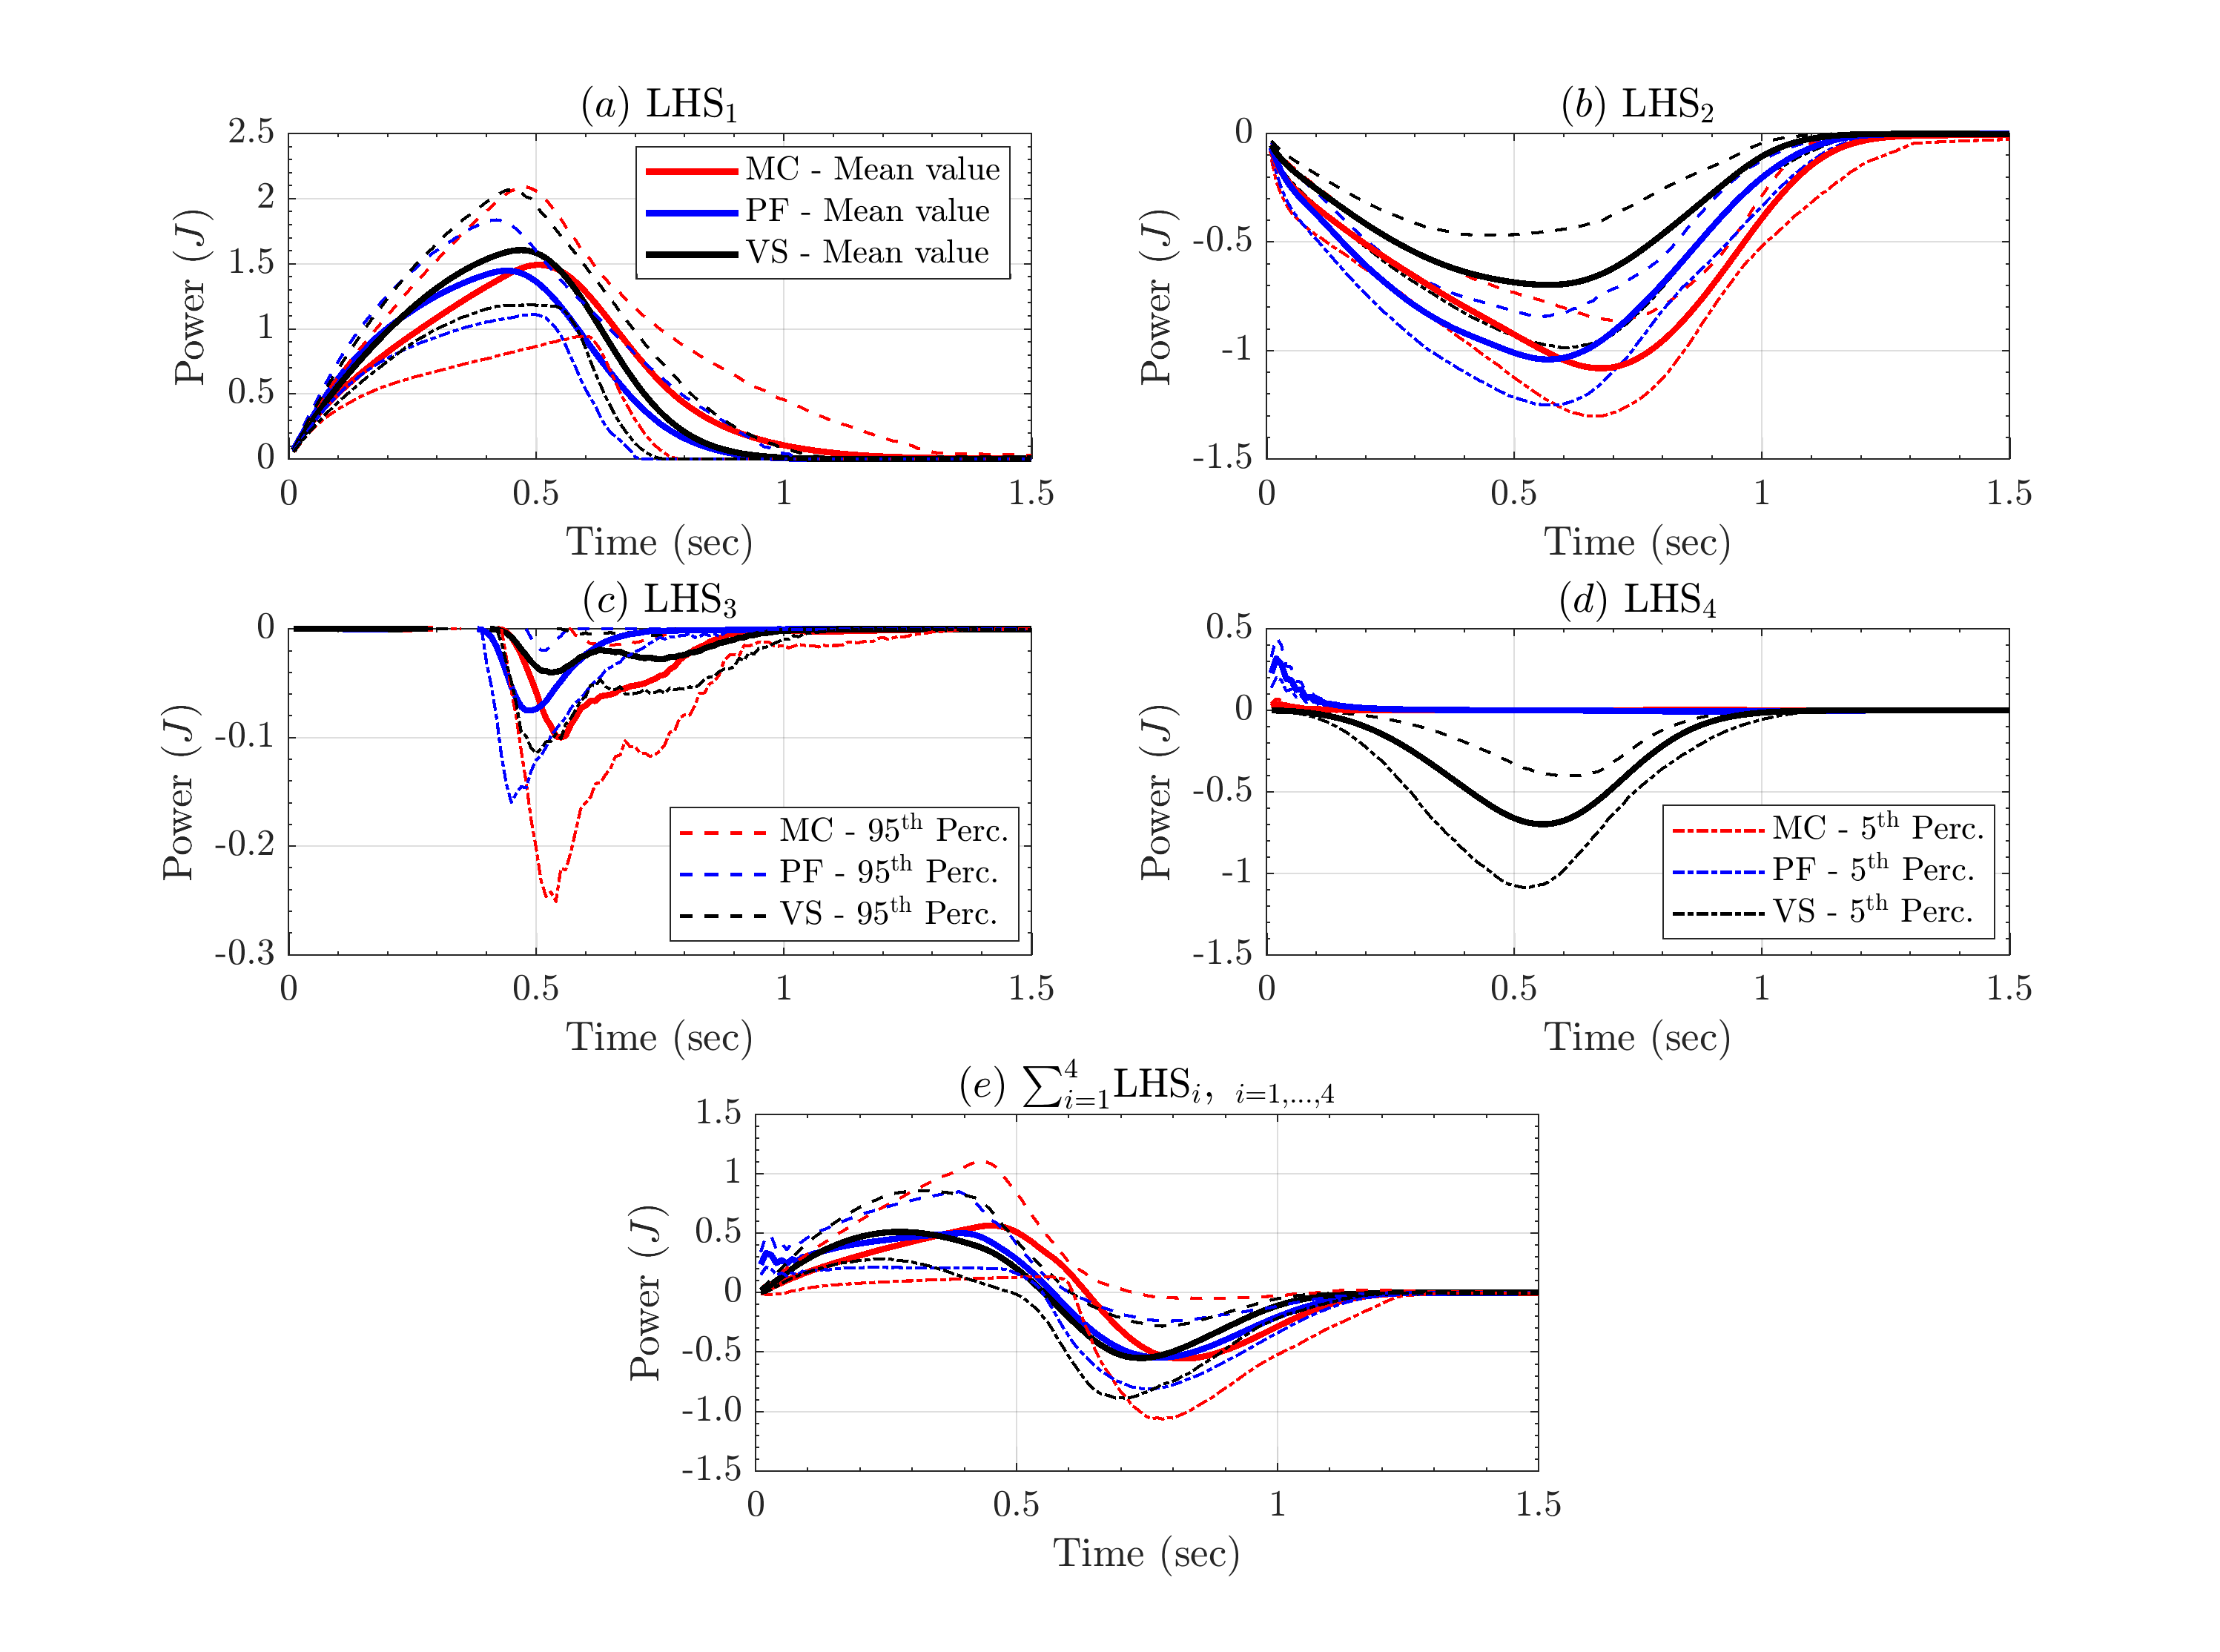 (a) LHS₁
2.5
2
1.5
1
0.5
0
Power (J)
MC - Mean value
PF - Mean value
VS - Mean value
0 0.5 1 1.5
Time (sec)
(b) LHS₂
0
-0.5
-1
-1.5
Power (J)
0 0.5 1 1.5
Time (sec)
(c) LHS₃
0
-0.1
-0.2
-0.3
Power (J)
MC - 95ᵗʰ Perc.
PF - 95ᵗʰ Perc.
VS - 95ᵗʰ Perc.
0 0.5 1 1.5
Time (sec)
(d) LHS₄
0.5
0
-0.5
-1
-1.5
Power (J)
MC - 5ᵗʰ Perc.
PF - 5ᵗʰ Perc.
VS - 5ᵗʰ Perc.
0 0.5 1 1.5
Time (sec)
(e) ∑⁴ᵢ₌₁LHSᵢ, i=1,...,4
1.5
1
0.5
0
-0.5
-1.0
-1.5
Power (J)
0 0.5 1 1.5
Time (sec)